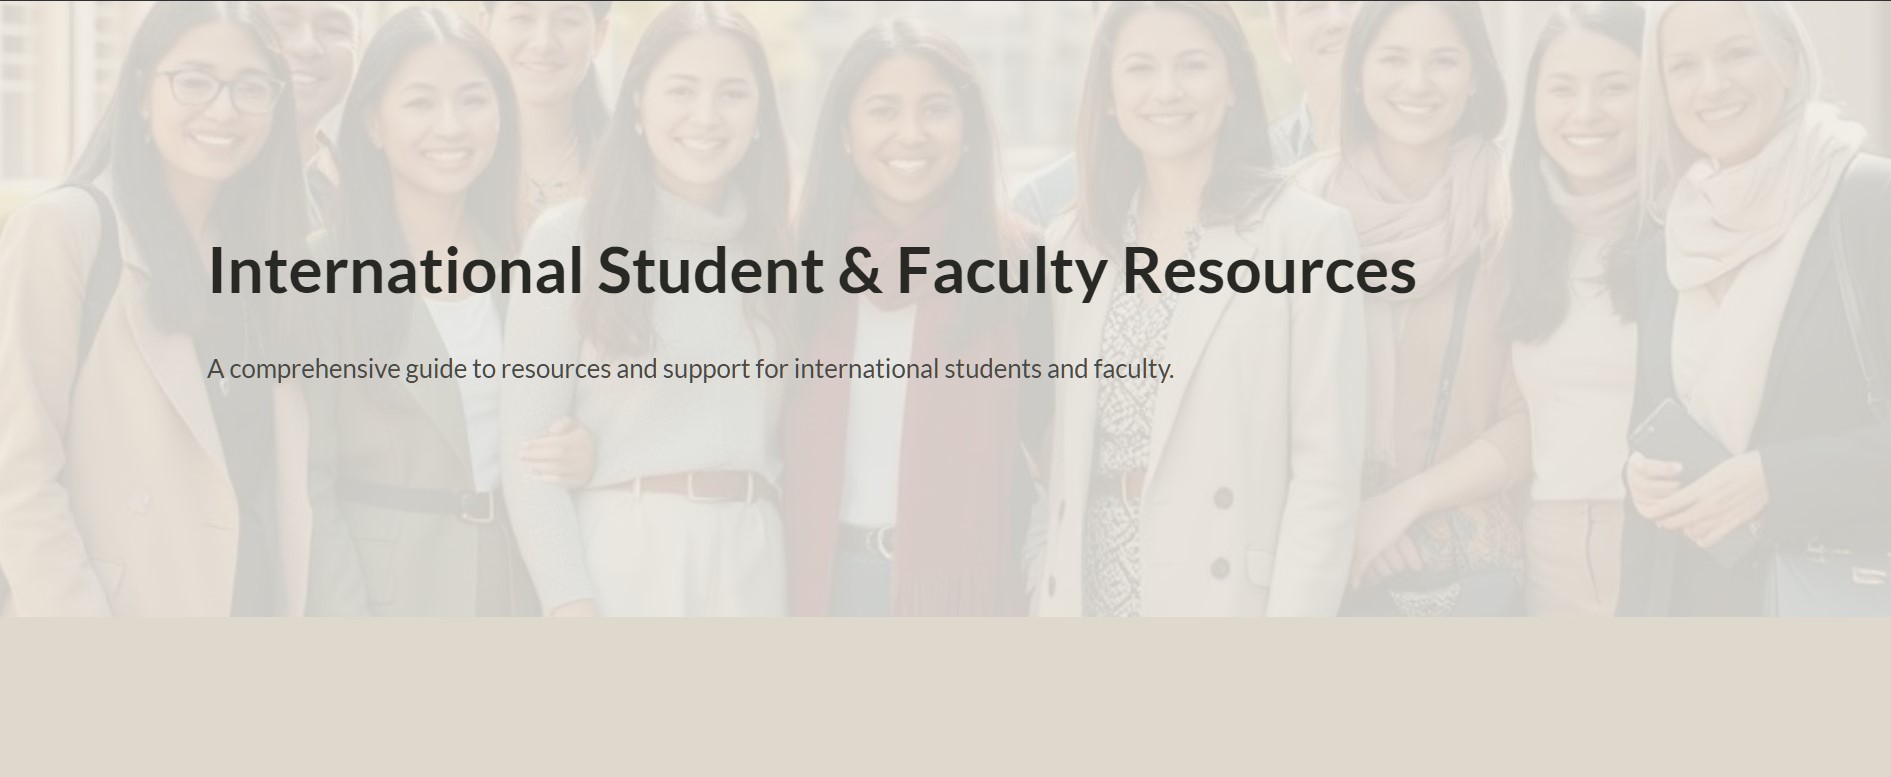 International Student & Faculty Resources
A comprehensive guide to resources and support for international students and faculty.